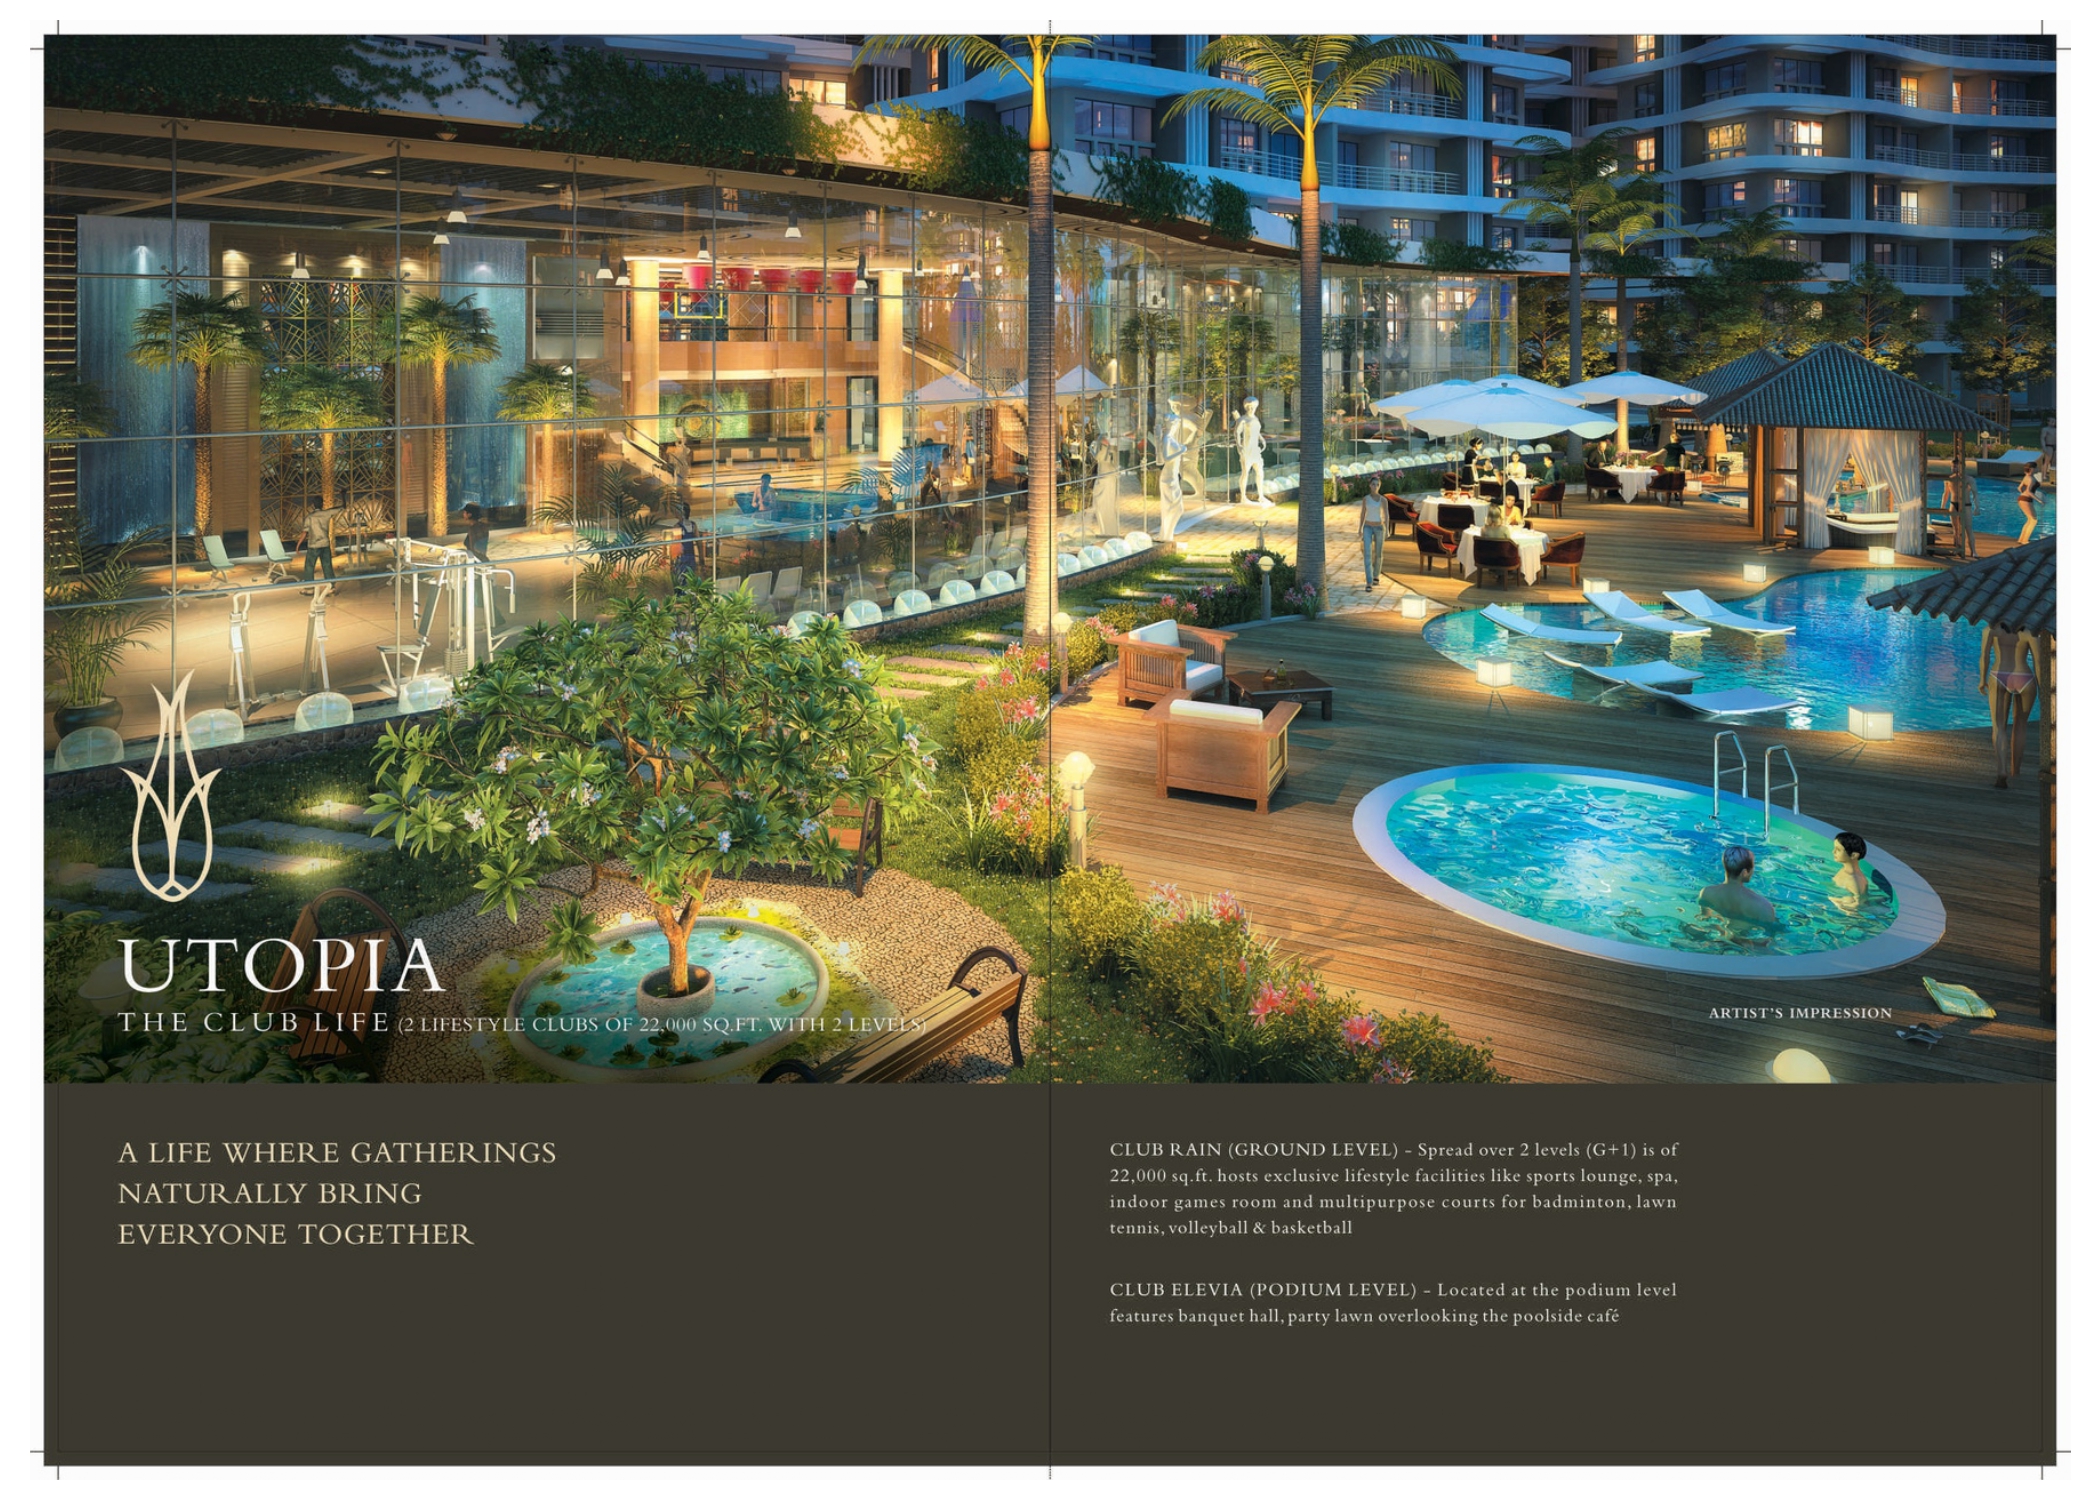 UTOPIA
THE CLUB LIFE (2 LIFESTYLE CLUBS OF 22,000 SQ.FT. WITH 2 LEVELS)
ARTIST'S IMPRESSION
A LIFE WHERE GATHERINGS
NATURALLY BRING
EVERYONE TOGETHER
CLUB RAIN (GROUND LEVEL) – Spread over 2 levels (G+1) is of
22,000 sq.ft. hosts exclusive lifestyle facilities like sports lounge, spa,
indoor games room and multipurpose courts for badminton, lawn
tennis, volleyball & basketball
CLUB ELEVIA (PODIUM LEVEL) – Located at the podium level
features banquet hall, party lawn overlooking the poolside café